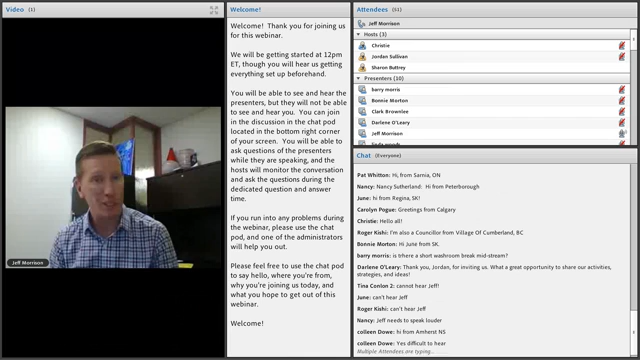 Video (1)
Jeff Morrison
Welcome!
Welcome! Thank you for joining us
for this webinar.
We will be getting started at 12pm
ET, though you will hear us getting
everything set up beforehand.
You will be able to see and hear the
presenters, but they will not be able
to see and hear you. You can join
in the discussion in the chat pod
located in the bottom right corner
of your screen. You will be able to
ask questions of the presenters
while they are speaking, and the
hosts will monitor the conversation
and ask the questions during the
dedicated question and answer
time.
If you run into any problems during
the webinar, please use the chat
pod, and one of the administrators
will help you out.
Please feel free to use the chat pod
to say hello, where you're from,
why you're joining us today, and
what you hope to get out of this
webinar.
Welcome!
Attendees (51)
Jeff Morrison
Hosts (3)
Christie
Jordan Sullivan
Sharon Buttrey
Presenters (10)
barry morris
Bonnie Morton
Clark Brownlee
Darlene O'Leary
Jeff Morrison
Chat (Everyone)
Pat Whitton: Hi, from Sarnia, ON
Nancy: Nancy Sutherland: Hi from Peterborough
June: hi from Regina, SK!
Carolyn Pogue: Greetings from Calgary
Christie: Hello all!
Roger Kishi: I'm also a Councillor from Village Of Cumberland, BC
Bonnie Morton: Hi June from SK.
barry morris: is tnere a short washroom break mid-stream?
Darlene O'Leary: Thank you, Jordan, for inviting us. What a great opportunity to share our activities,
strategies, and ideas!
Tina Conlon 2: cannot hear Jeff!
June: can't hear Jeff
Roger Kishi: can't hear Jeff
Nancy: Jeff needs to speak louder
colleen Dowe: hi from Amherst NS
colleen Dowe: Yes difficult to hear
Multiple Attendees are typing...